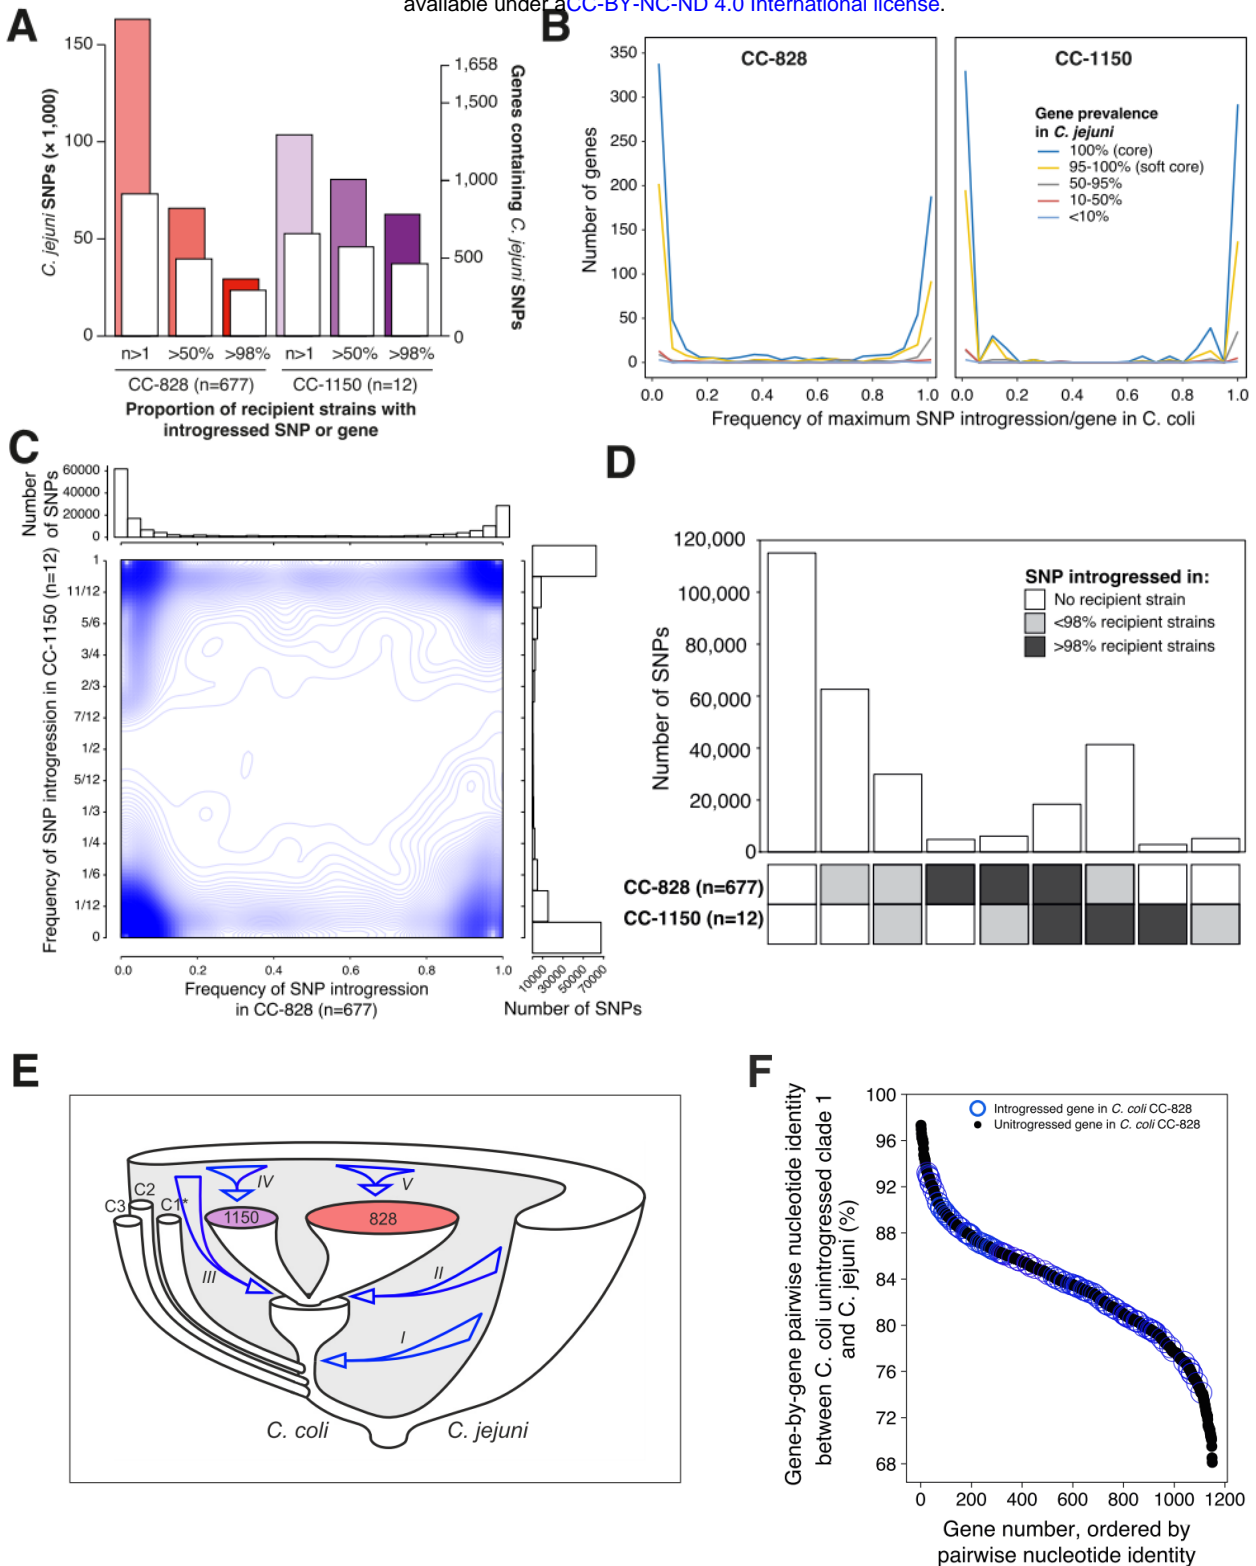 available under aCC-BY-NC-ND 4.0 International license.
A
C. jejuni SNPs (× 1,000)
150
100
50
0
1,658
1,500
1,000
500
0
Genes containing C. jejuni SNPs
n>1 >50% >98% n>1 >50% >98%
CC-828 (n=677) CC-1150 (n=12)
Proportion of recipient strains with
introgressed SNP or gene
B
Number of genes
350
300
250
200
150
100
50
0
CC-828
CC-1150
Gene prevalence
in C. jejuni
100% (core)
95-100% (soft core)
50-95%
10-50%
<10%
0.0 0.2 0.4 0.6 0.8 1.0 0.0 0.2 0.4 0.6 0.8 1.0
Frequency of maximum SNP introgression/gene in C. coli
C
Number
of SNPs
60000
40000
20000
0
Frequency of SNP introgression in CC-1150 (n=12)
1
11/12
5/6
3/4
2/3
7/12
1/2
5/12
1/3
1/4
1/6
1/12
0
0.0 0.2 0.4 0.6 0.8 1.0
Frequency of SNP introgression
in CC-828 (n=677)
10000 30000 50000 70000
Number of SNPs
D
Number of SNPs
120,000
100,000
80,000
60,000
40,000
20,000
0
SNP introgressed in:
No recipient strain
<98% recipient strains
>98% recipient strains
CC-828 (n=677)
CC-1150 (n=12)
E
C3 C2 C1*
1150
828
IV
V
III
II
I
C. coli
C. jejuni
F
Gene-by-gene pairwise nucleotide identity
between C. coli unintrogressed clade 1
and C. jejuni (%)
100
96
92
88
84
80
76
72
68
Introgressed gene in C. coli CC-828
Unitrogressed gene in C. coli CC-828
0 200 400 600 800 1000 1200
Gene number, ordered by
pairwise nucleotide identity